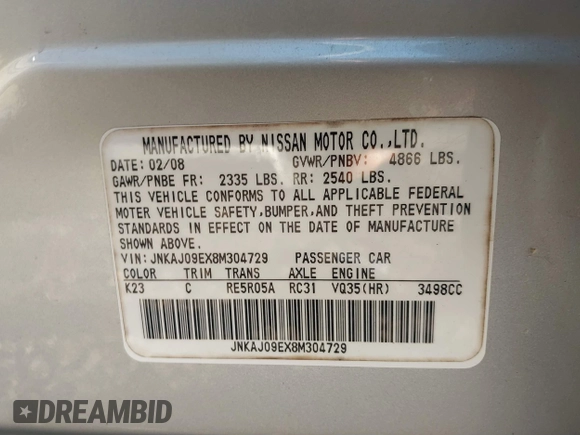 MANUFACTURED BY NISSAN MOTOR CO.,LTD.
DATE: 02/08 GVWR/PNBV: 4866 LBS.
GAWR/PNBE FR: 2335 LBS. RR: 2540 LBS.
THIS VEHICLE CONFORMS TO ALL APPLICABLE FEDERAL
MOTER VEHICLE SAFETY,BUMPER,AND THEFT PREVENTION
STANDARDS IN EFFECT ON THE DATE OF MANUFACTURE
SHOWN ABOVE.
VIN: JNKAJ09EX8M304729 PASSENGER CAR
COLOR TRIM TRANS AXLE ENGINE
K23 C RE5R05A RC31 VQ35(HR) 3498CC
JNKAJ09EX8M304729
DREAMBID